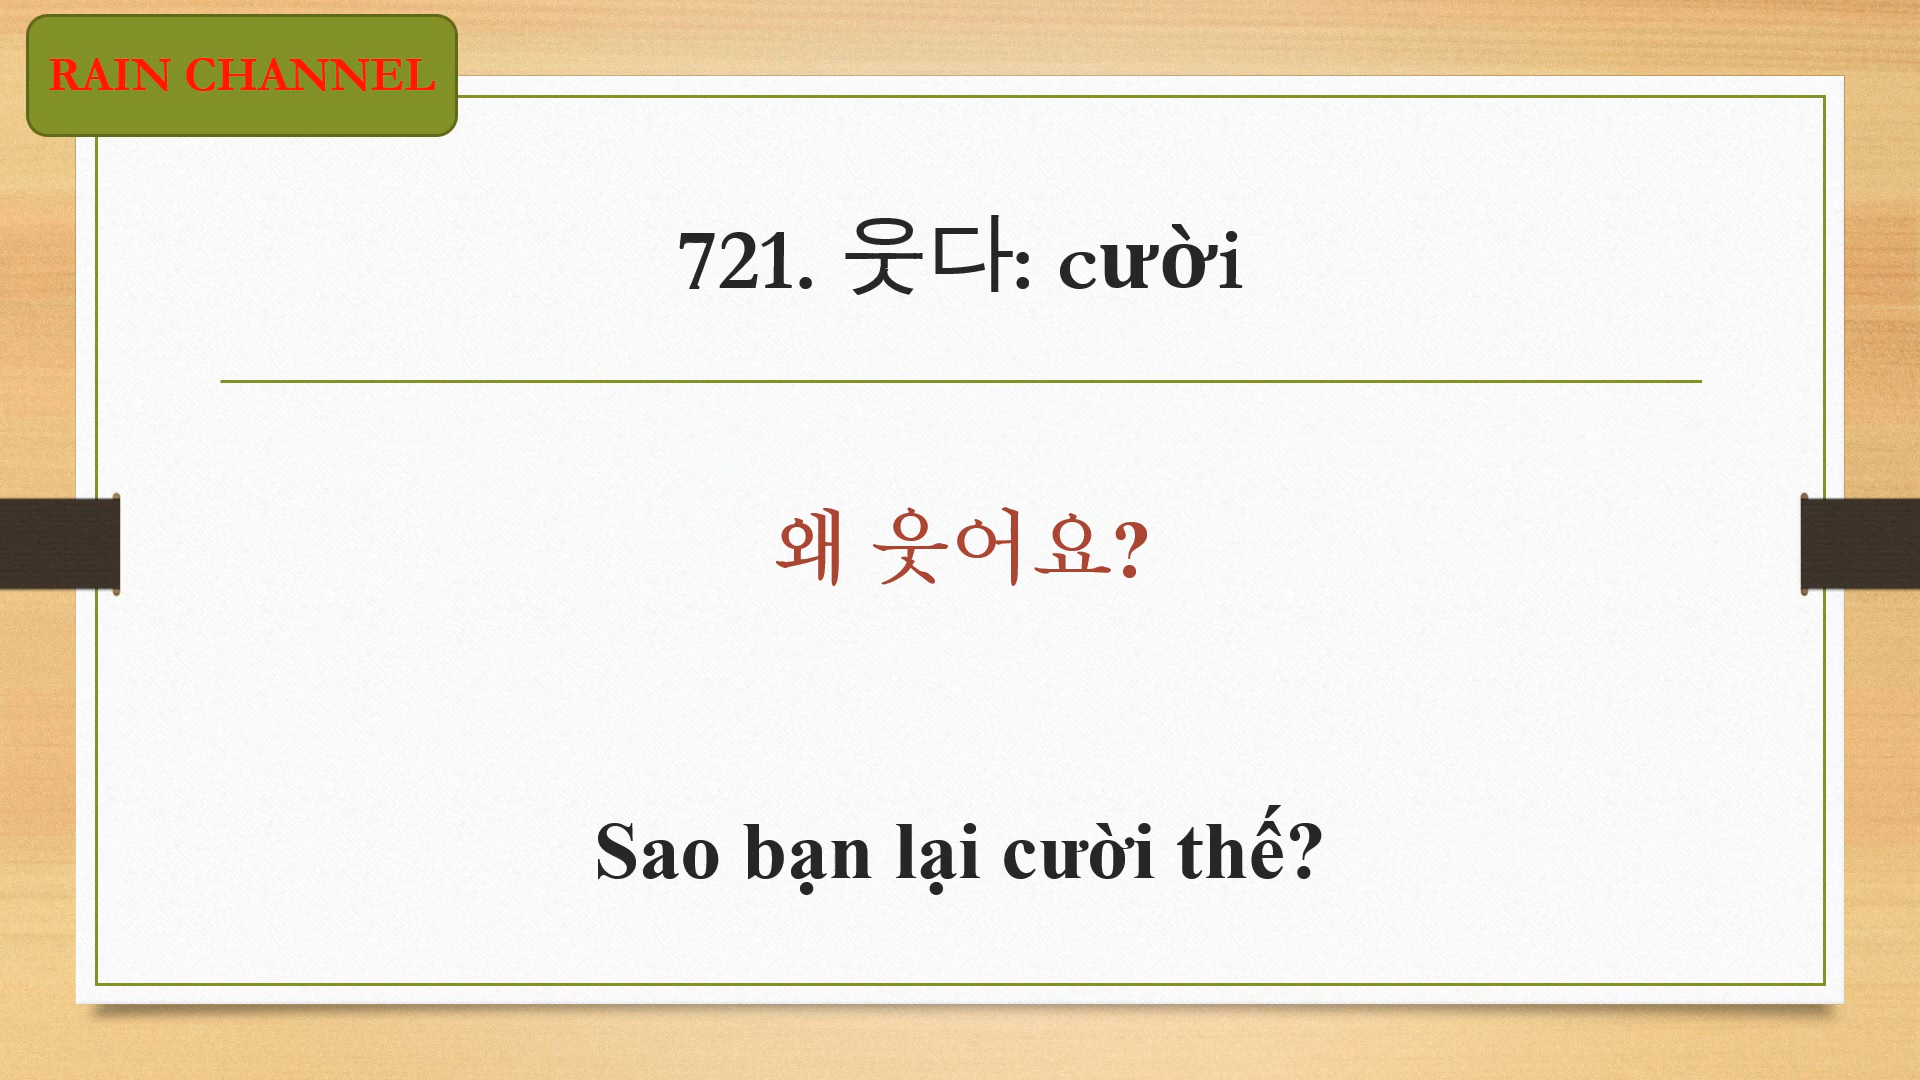 RAIN CHANNEL
721. 웃다: cười
왜 웃어요?
Sao bạn lại cười thế?